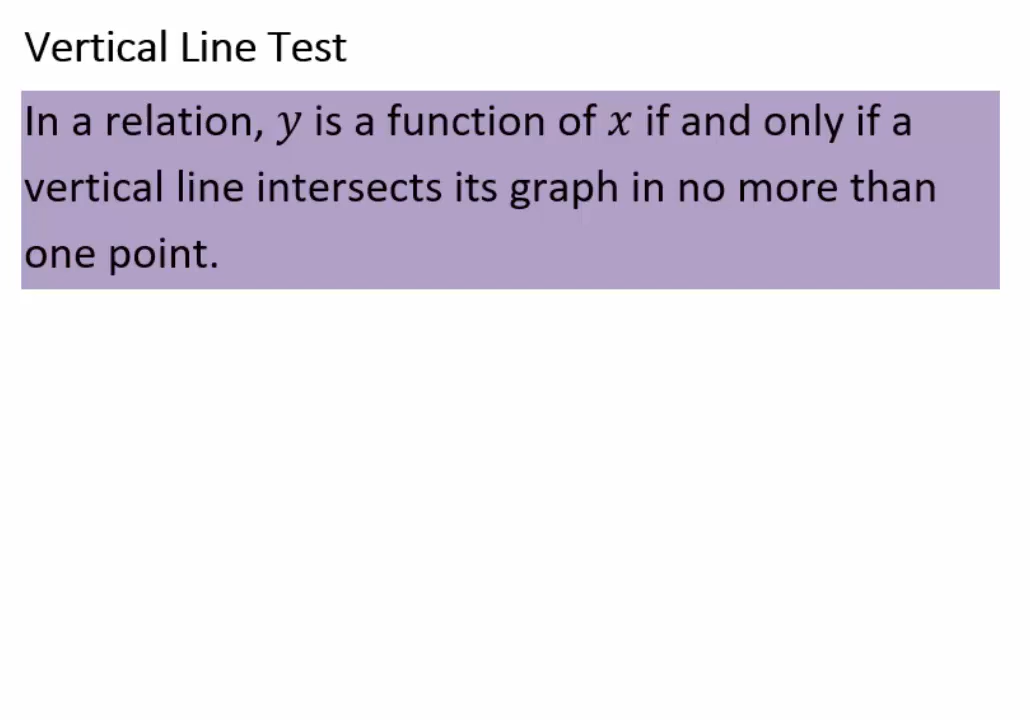 Vertical Line Test
In a relation, y is a function of x if and only if a
vertical line intersects its graph in no more than
one point.